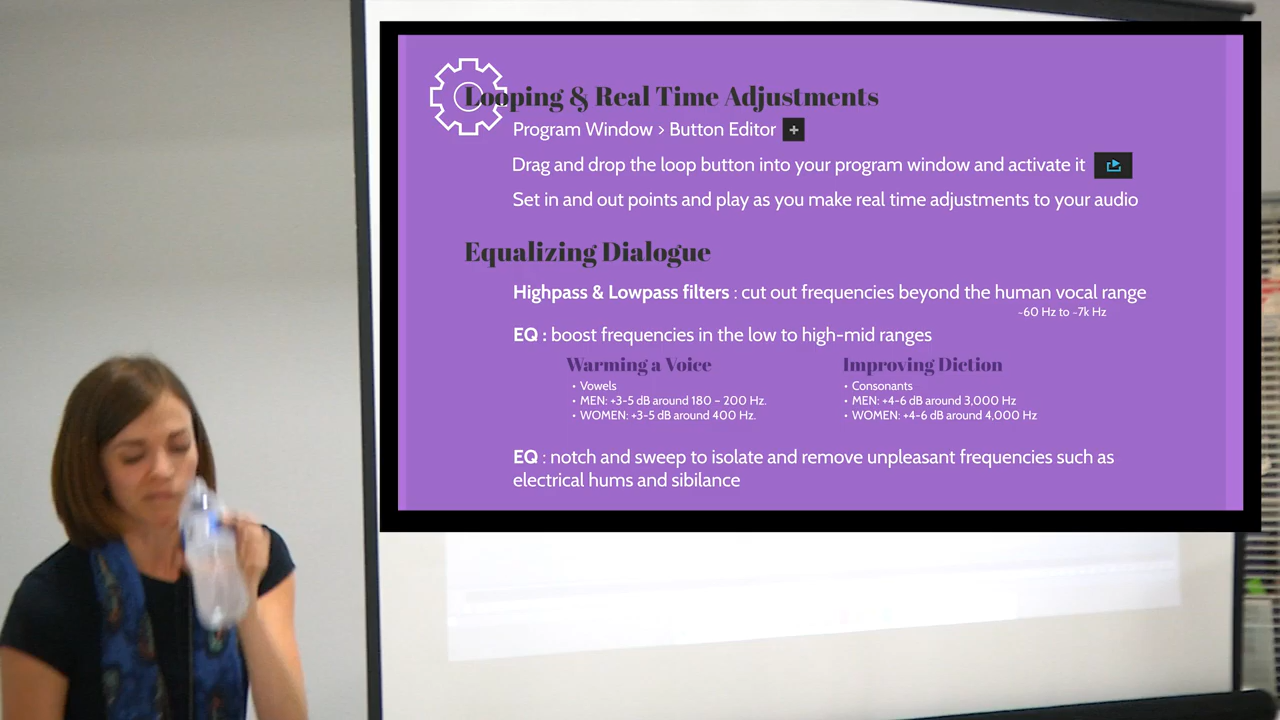 Looping & Real Time Adjustments
Program Window > Button Editor
Drag and drop the loop button into your program window and activate it
Set in and out points and play as you make real time adjustments to your audio
Equalizing Dialogue
Highpass & Lowpass filters : cut out frequencies beyond the human vocal range
~60 Hz to ~7k Hz
EQ : boost frequencies in the low to high-mid ranges
Warming a Voice
• Vowels
• MEN: +3-5 dB around 180 – 200 Hz.
• WOMEN: +3-5 dB around 400 Hz.
Improving Diction
• Consonants
• MEN: +4-6 dB around 3,000 Hz
• WOMEN: +4-6 dB around 4,000 Hz
EQ : notch and sweep to isolate and remove unpleasant frequencies such as
electrical hums and sibilance